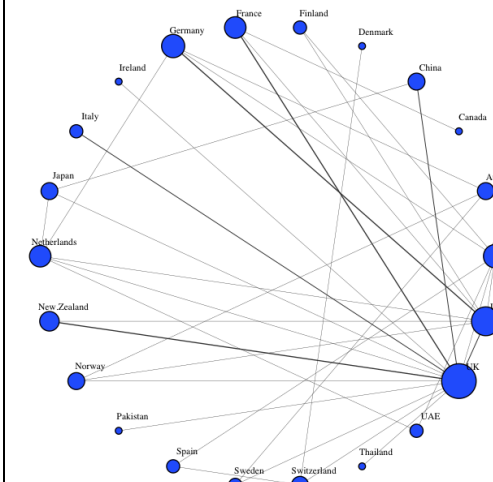 France
Finland
Germany
Denmark
Ireland
China
Italy
Canada
Japan
A
Netherlands
New.Zealand
UK
Norway
Pakistan
UAE
Spain
Thailand
Sweden
Switzerland